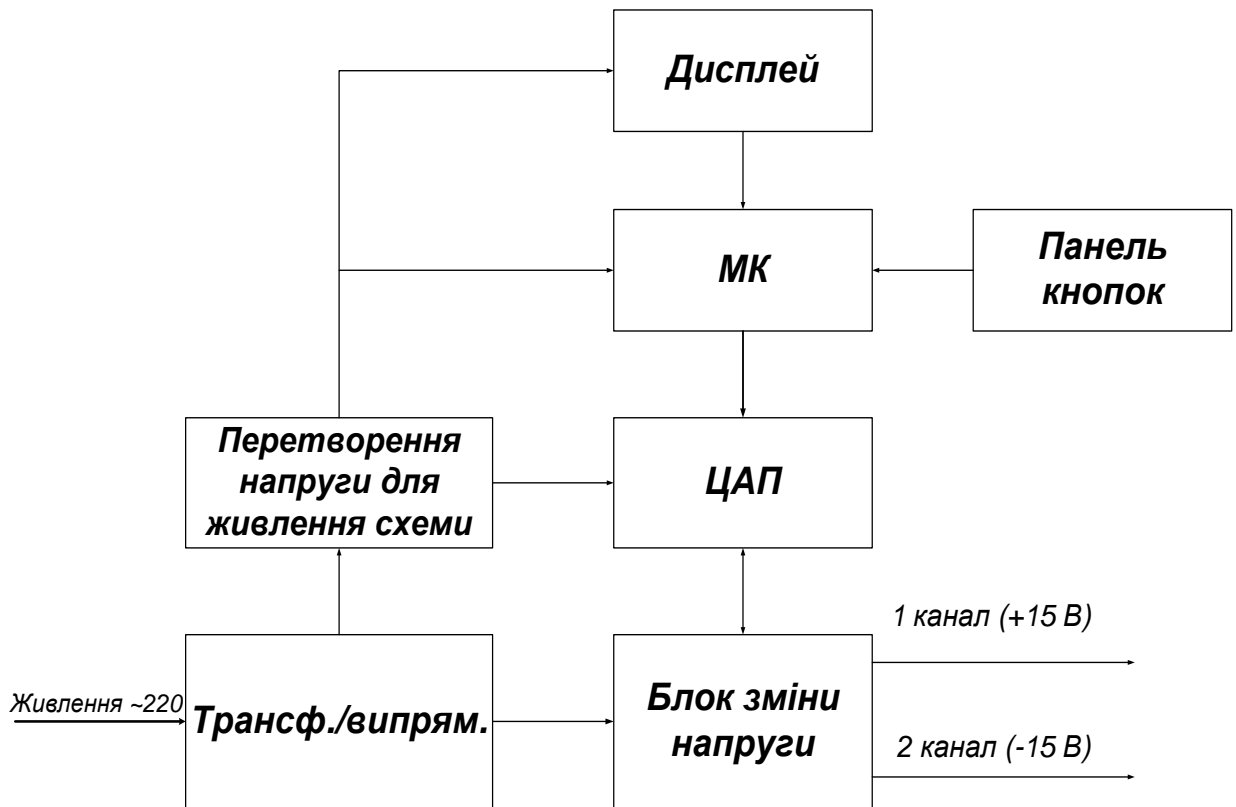 Дисплей
МК
Панель
кнопок
Перетворення
напруги для
живлення схеми
ЦАП
1 канал (+15 В)
Живлення ~220
Трансф./випрям.
Блок зміни
напруги
2 канал (-15 В)